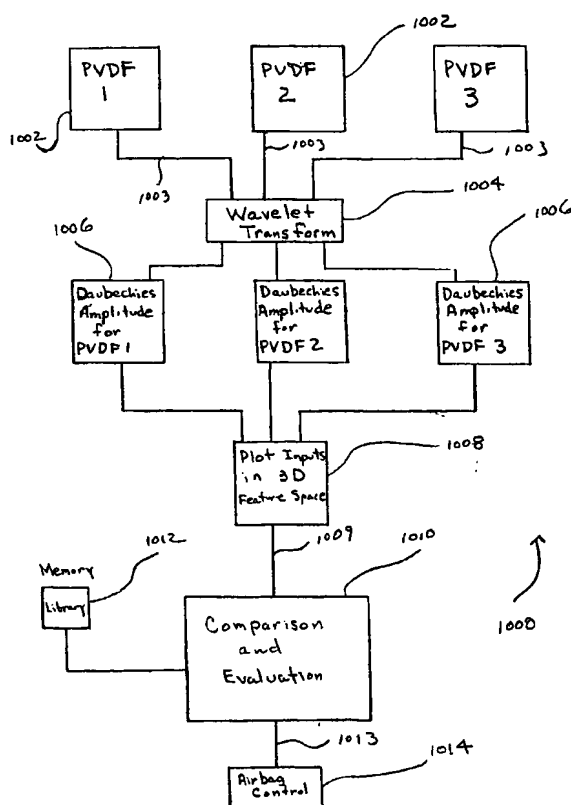 1002
PVDF
1
PVDF
2
PVDF
3
1002
1003
1003
1003
Wavelet
Transform
1004
1006
1006
Daubechies
Amplitude
for
PVDF 1
Daubechies
Amplitude
for
PVDF 2
Daubechies
Amplitude
for
PVDF 3
Plot Inputs
in 3D
Feature Space
1008
1009
1010
1012
Memory
Library
Comparison
and
Evaluation
1000
1013
Airbag
Control
1014